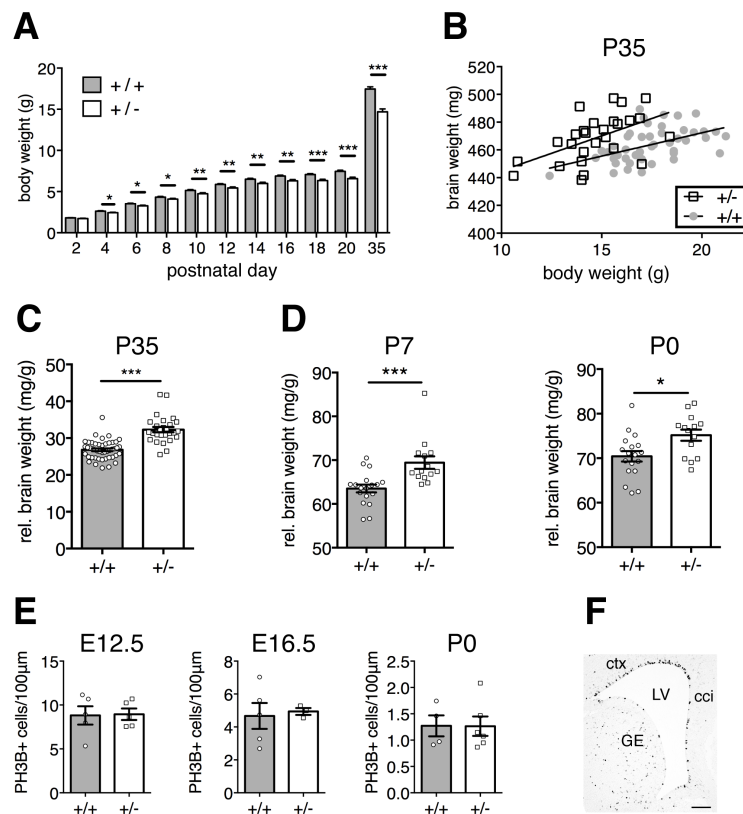 A
body weight (g)
20
15
10
5
0
+/+
+/-
*
*
*
**
**
**
**
***
***
***
2 4 6 8 10 12 14 16 18 20 35
postnatal day
B
P35
brain weight (mg)
520
500
480
460
440
420
400
10 15 20
body weight (g)
+/-
+/+
C
P35
rel. brain weight (mg/g)
50
40
30
20
10
0
***
+/+ +/-
D
P7
rel. brain weight (mg/g)
90
80
70
60
50
***
+/+ +/-
P0
rel. brain weight (mg/g)
90
80
70
60
50
*
+/+ +/-
E
E12.5
PH3B+ cells/100µm
15
10
5
0
+/+ +/-
E16.5
PH3B+ cells/100µm
8
6
4
2
0
+/+ +/-
P0
PH3B+ cells/100µm
2.5
2.0
1.5
1.0
0.5
0.0
+/+ +/-
F
ctx
LV
cci
GE